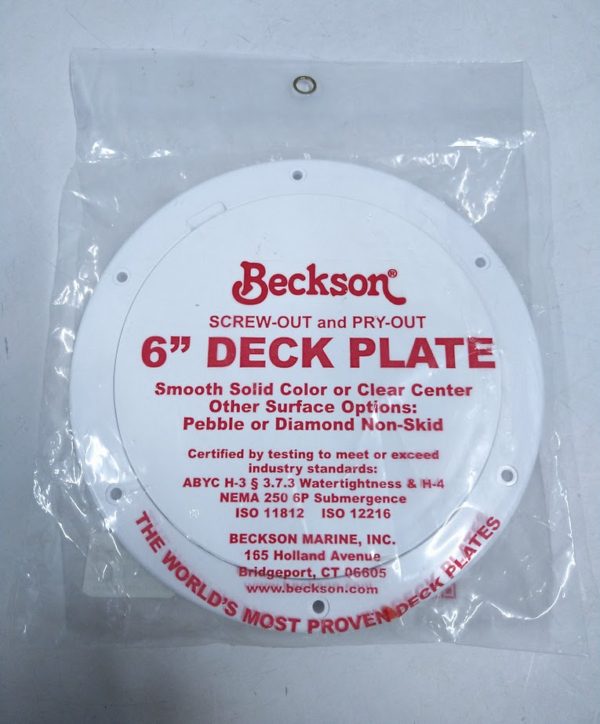 Beckson®
SCREW-OUT and PRY-OUT
6” DECK PLATE
Smooth Solid Color or Clear Center
Other Surface Options:
Pebble or Diamond Non-Skid
Certified by testing to meet or exceed
industry standards:
ABYC H-3 § 3.7.3 Watertightness & H-4
NEMA 250 6P Submergence
ISO 11812 ISO 12216
BECKSON MARINE, INC.
165 Holland Avenue
Bridgeport, CT 06605
www.beckson.com
THE WORLD'S MOST PROVEN DECK PLATES